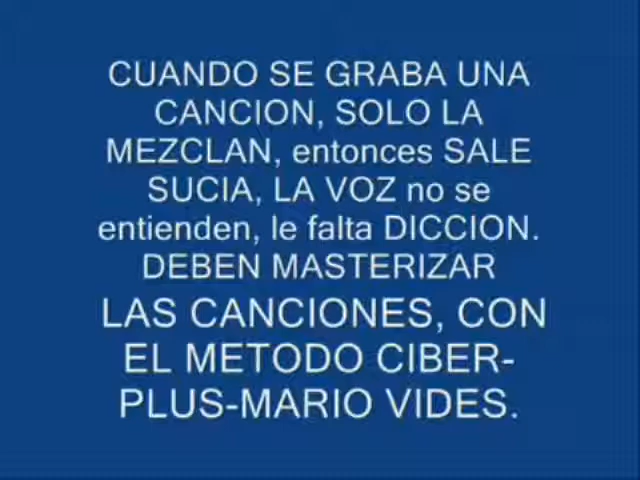 CUANDO SE GRABA UNA
CANCION, SOLO LA
MEZCLAN, entonces SALE
SUCIA, LA VOZ no se
entienden, le falta DICCION.
DEBEN MASTERIZAR
LAS CANCIONES, CON
EL METODO CIBER-
PLUS-MARIO VIDES.